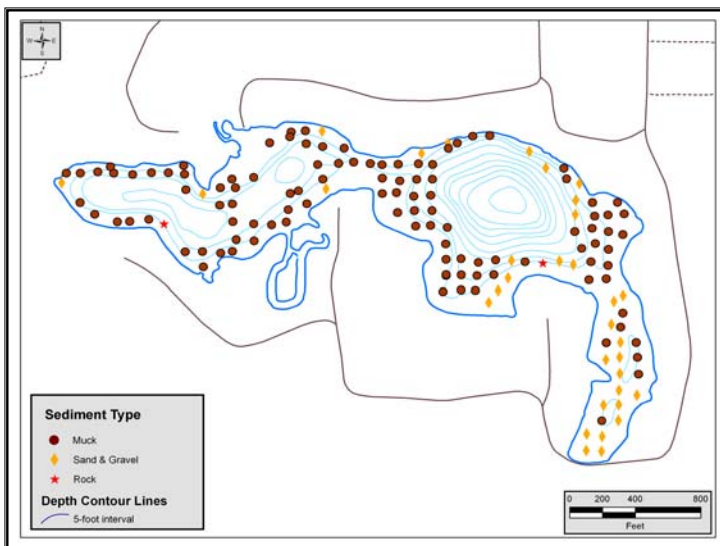 N
W E
S
Sediment Type
Muck
Sand & Gravel
Rock
Depth Contour Lines
5-foot interval
0 200 400 800
Feet